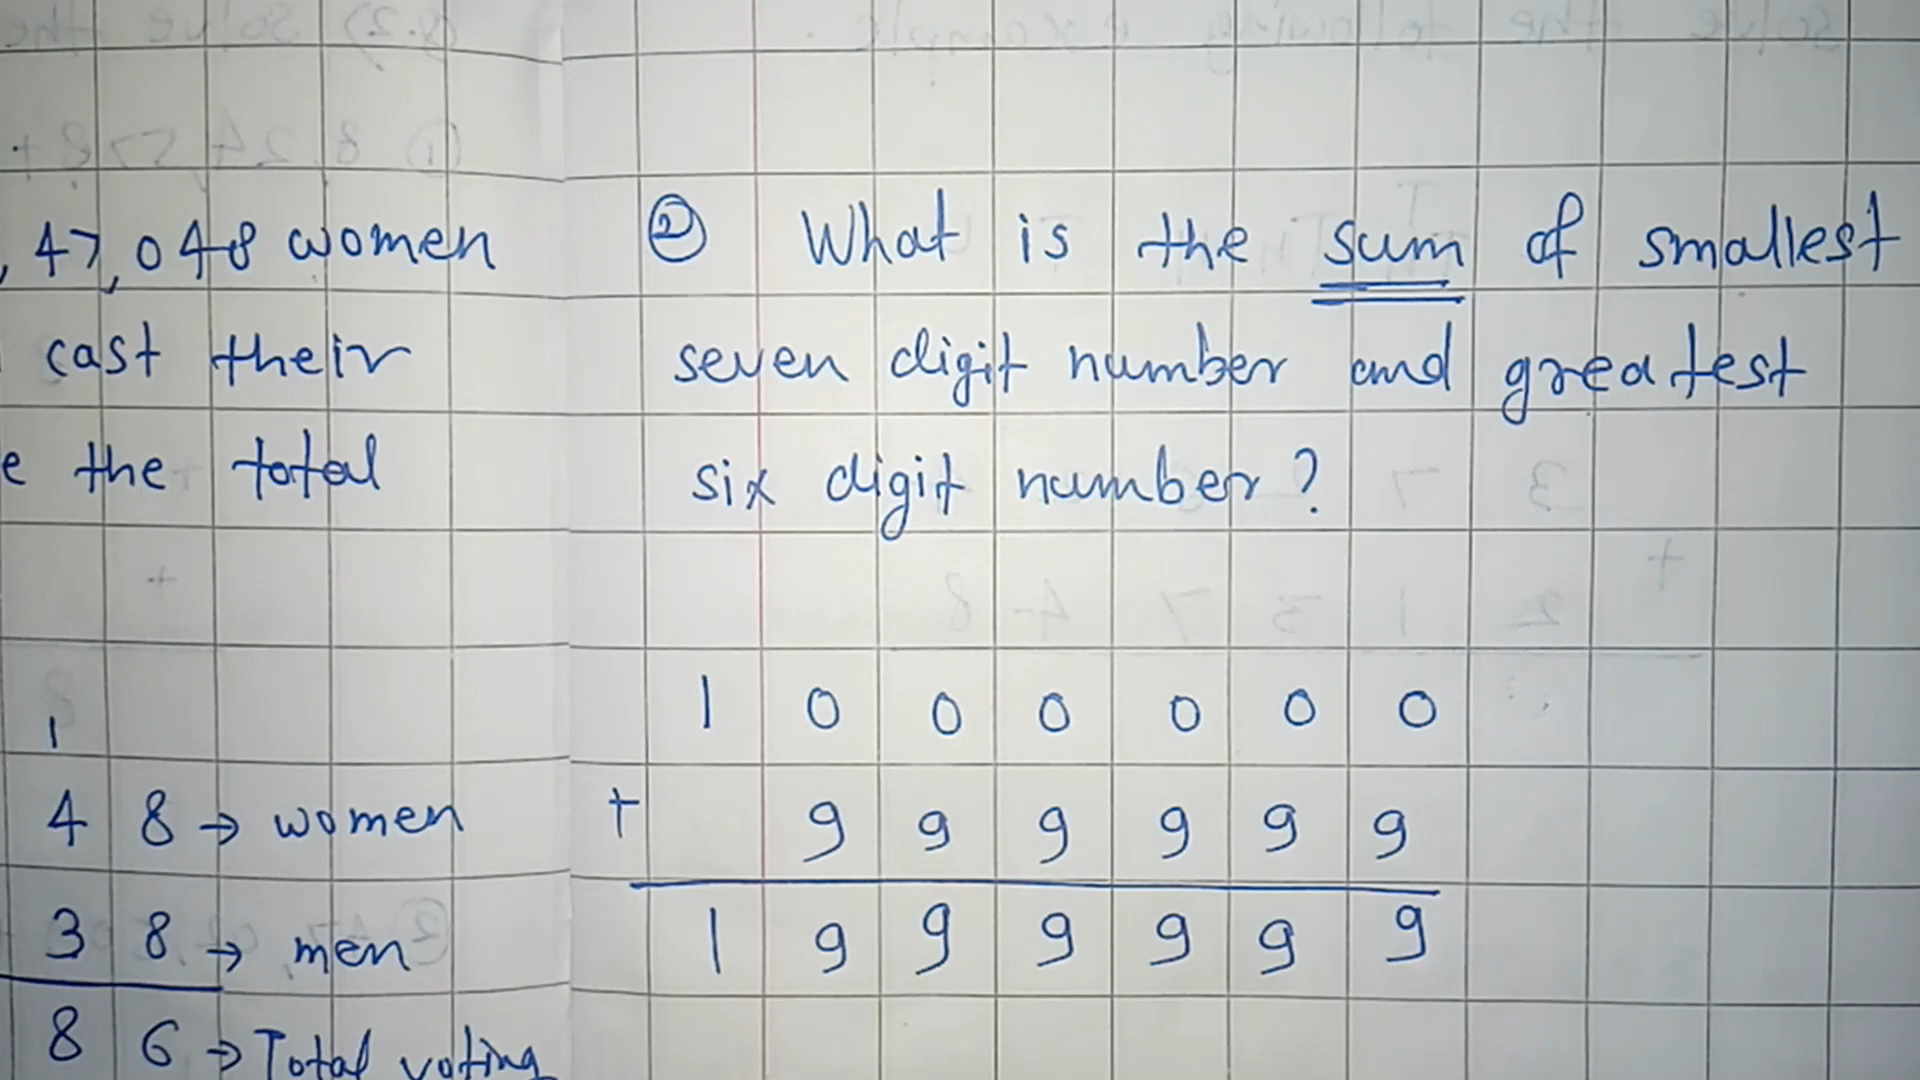 , 47,048 women
cast their
e the total
1
4 8 → women
3 8 → men
8 6 → Total voting
② What is the sum of smallest
seven digit number and greatest
six digit number?
1 0 0 0 0 0 0
+ 9 9 9 9 9 9
1 9 9 9 9 9 9